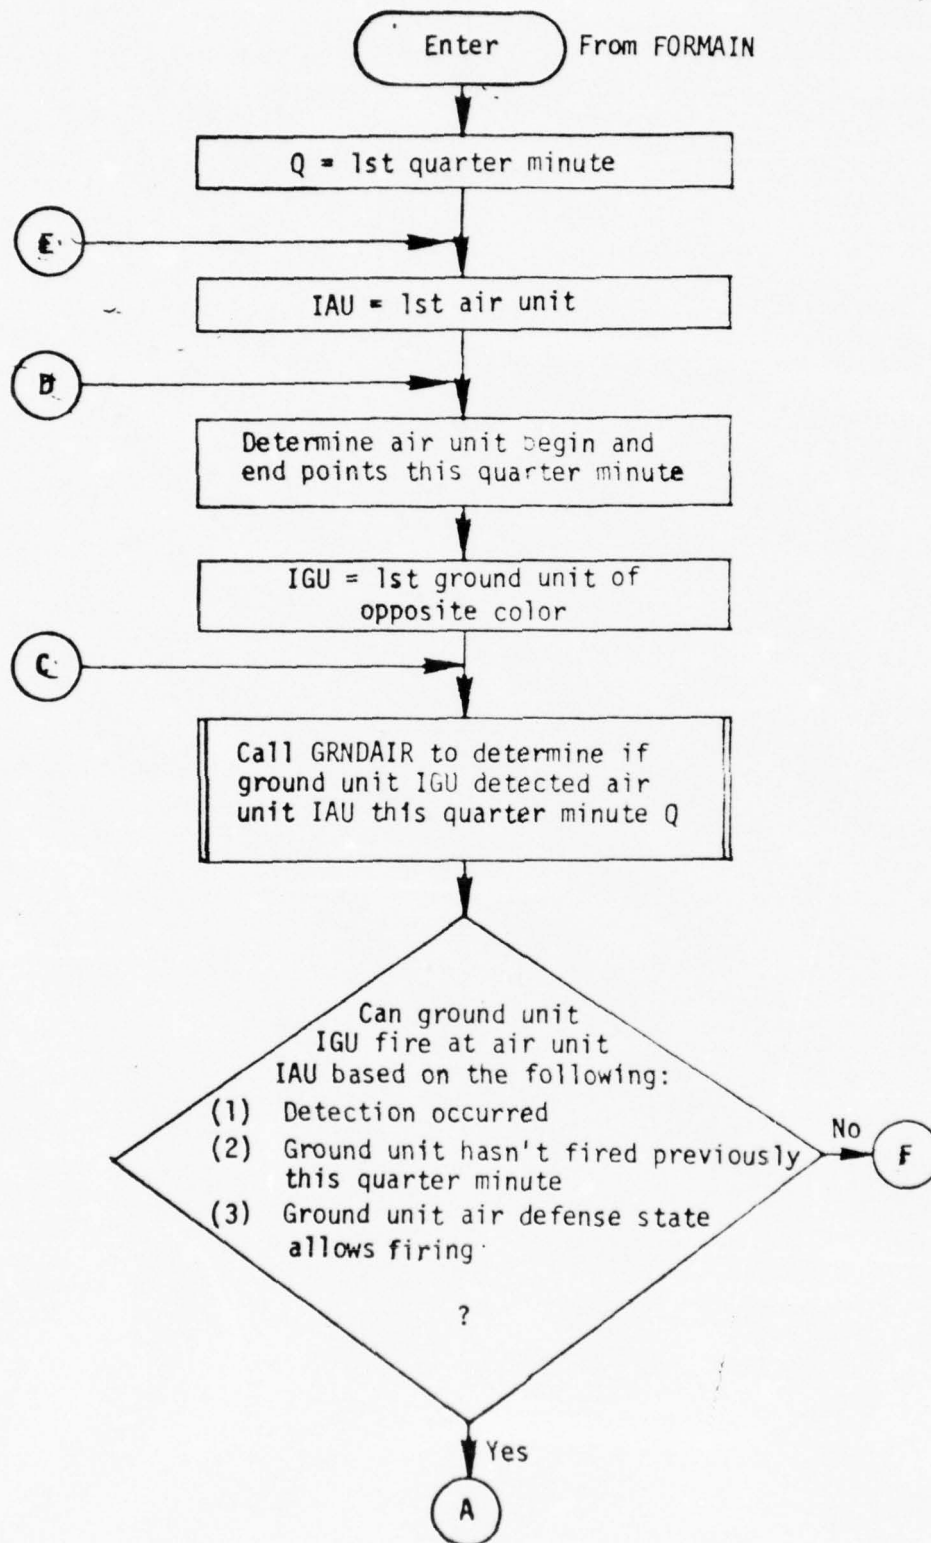 Enter
From FORMAIN
Q = 1st quarter minute
E
IAU = 1st air unit
D
Determine air unit begin and
end points this quarter minute
IGU = 1st ground unit of
opposite color
C
Call GRNDAIR to determine if
ground unit IGU detected air
unit IAU this quarter minute Q
Can ground unit
IGU fire at air unit
IAU based on the following:
(1) Detection occurred
(2) Ground unit hasn't fired previously
this quarter minute
(3) Ground unit air defense state
allows firing
?
No
F
Yes
A